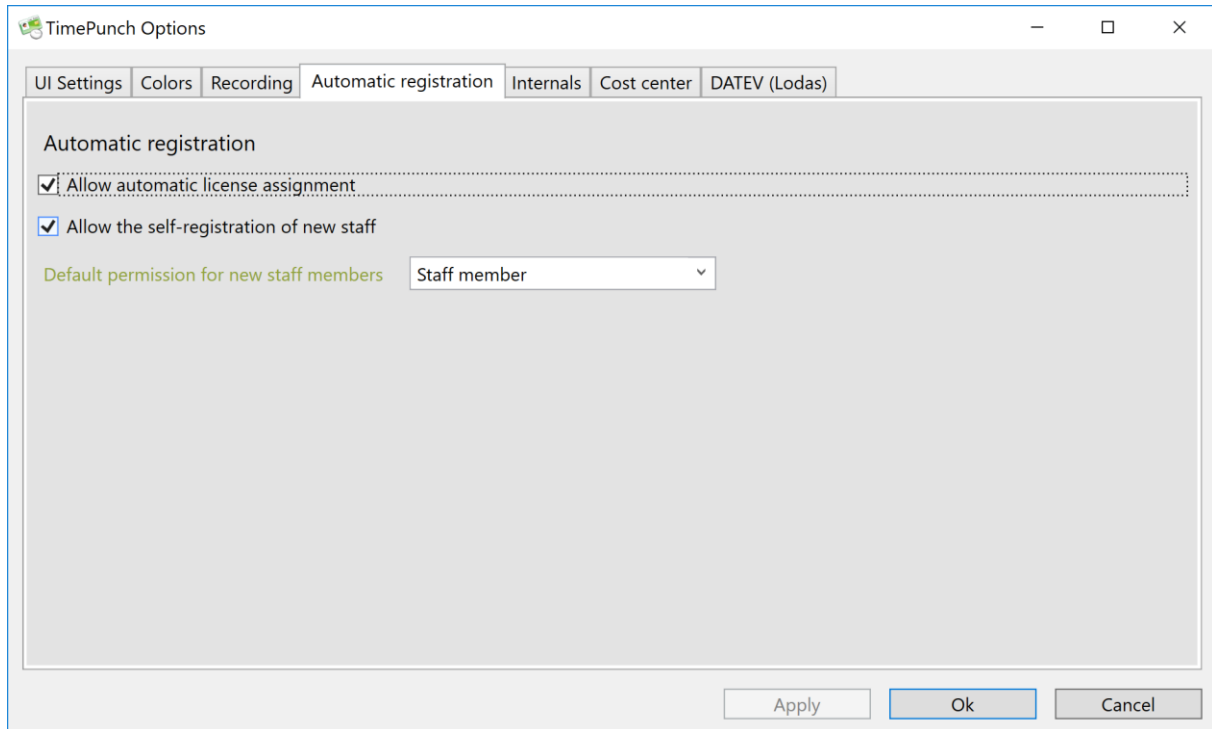 TimePunch Options
UI Settings Colors Recording Automatic registration Internals Cost center DATEV (Lodas)
Automatic registration
Allow automatic license assignment
Allow the self-registration of new staff
Default permission for new staff members Staff member
Apply Ok Cancel